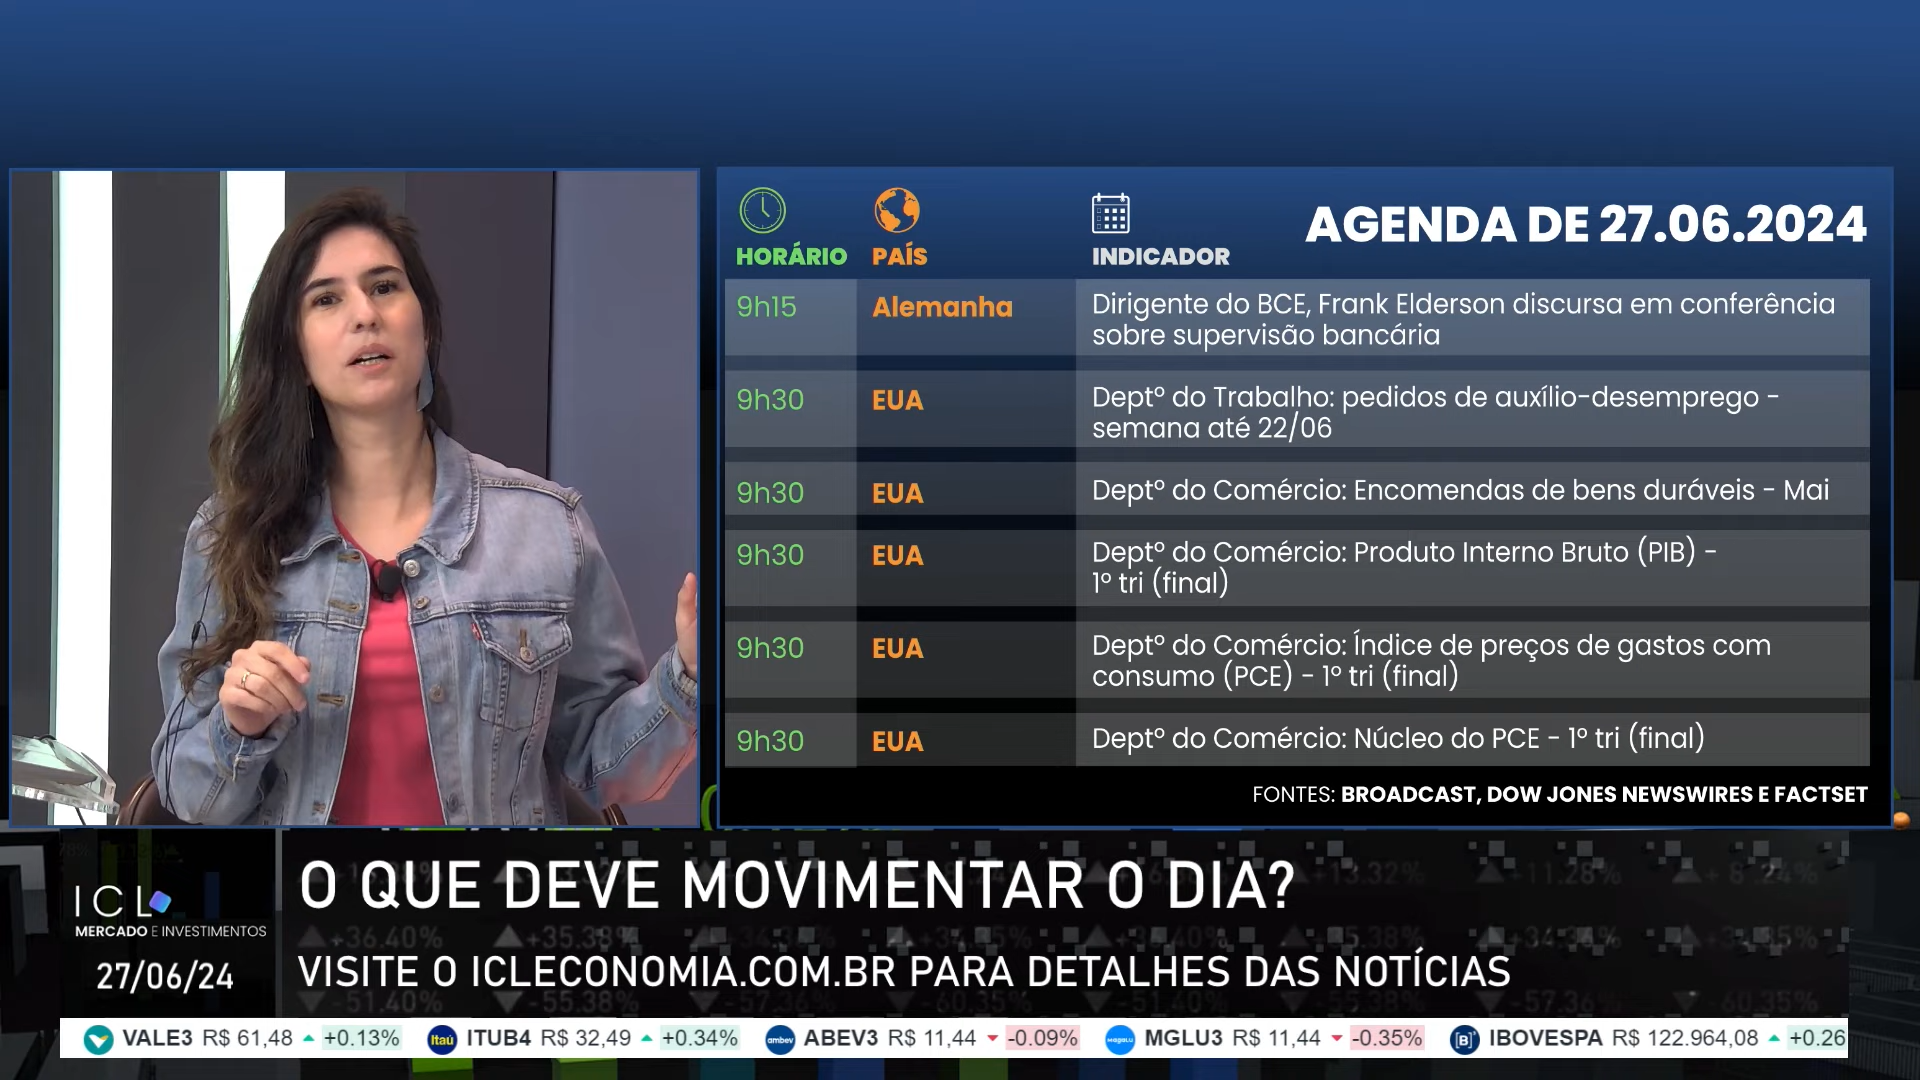 AGENDA DE 27.06.2024
HORÁRIO PAÍS INDICADOR
9h15 Alemanha Dirigente do BCE, Frank Elderson discursa em conferência
sobre supervisão bancária
9h30 EUA Deptº do Trabalho: pedidos de auxílio-desemprego -
semana até 22/06
9h30 EUA Deptº do Comércio: Encomendas de bens duráveis - Mai
9h30 EUA Deptº do Comércio: Produto Interno Bruto (PIB) -
1º tri (final)
9h30 EUA Deptº do Comércio: Índice de preços de gastos com
consumo (PCE) - 1º tri (final)
9h30 EUA Deptº do Comércio: Núcleo do PCE - 1º tri (final)
FONTES: BROADCAST, DOW JONES NEWSWIRES E FACTSET
ICL
MERCADO E INVESTIMENTOS
27/06/24
O QUE DEVE MOVIMENTAR O DIA?
VISITE O ICLECONOMIA.COM.BR PARA DETALHES DAS NOTÍCIAS
VALE3 R$ 61,48 +0.13% Itaú ITUB4 R$ 32,49 +0.34% ambev ABEV3 R$ 11,44 -0.09% MGLU3 R$ 11,44 -0.35% [B] IBOVESPA R$ 122.964,08 +0.26